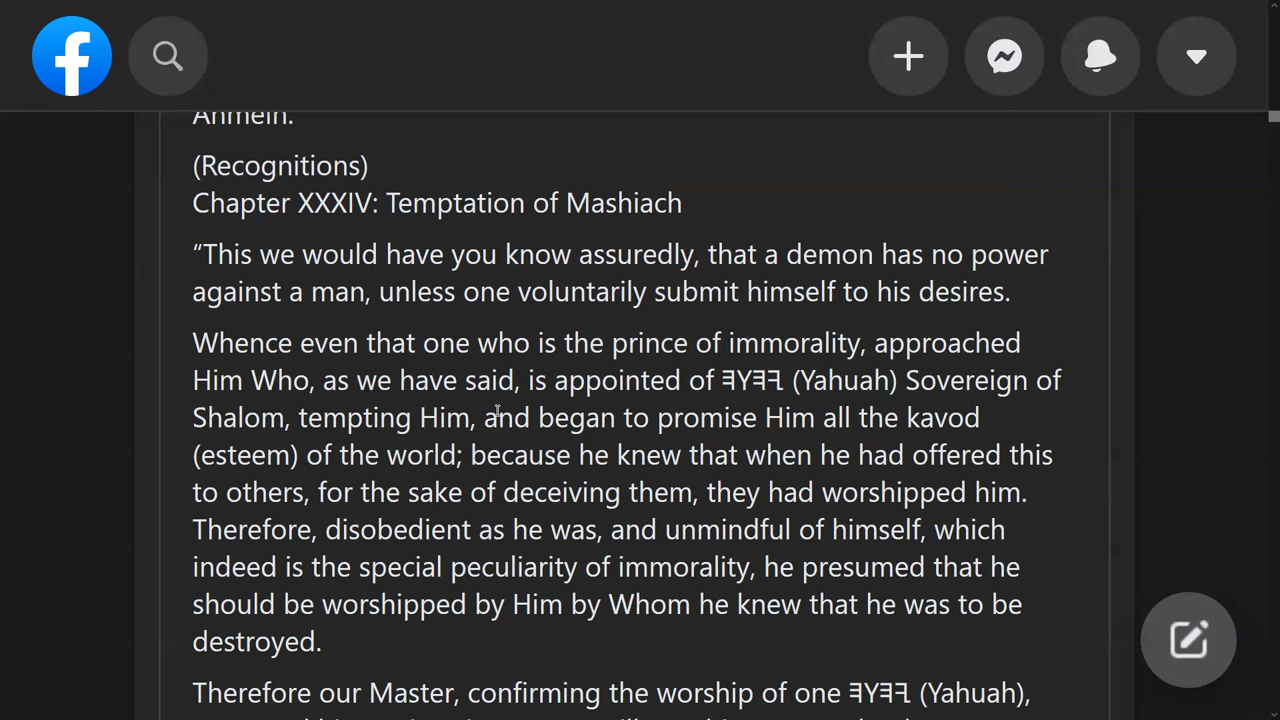 Ahmein.
(Recognitions)
Chapter XXXIV: Temptation of Mashiach
“This we would have you know assuredly, that a demon has no power
against a man, unless one voluntarily submit himself to his desires.
Whence even that one who is the prince of immorality, approached
Him Who, as we have said, is appointed of 𐤉𐤄𐤅𐤄 (Yahuah) Sovereign of
Shalom, tempting Him, and began to promise Him all the kavod
(esteem) of the world; because he knew that when he had offered this
to others, for the sake of deceiving them, they had worshipped him.
Therefore, disobedient as he was, and unmindful of himself, which
indeed is the special peculiarity of immorality, he presumed that he
should be worshipped by Him by Whom he knew that he was to be
destroyed.
Therefore our Master, confirming the worship of one 𐤉𐤄𐤅𐤄 (Yahuah),